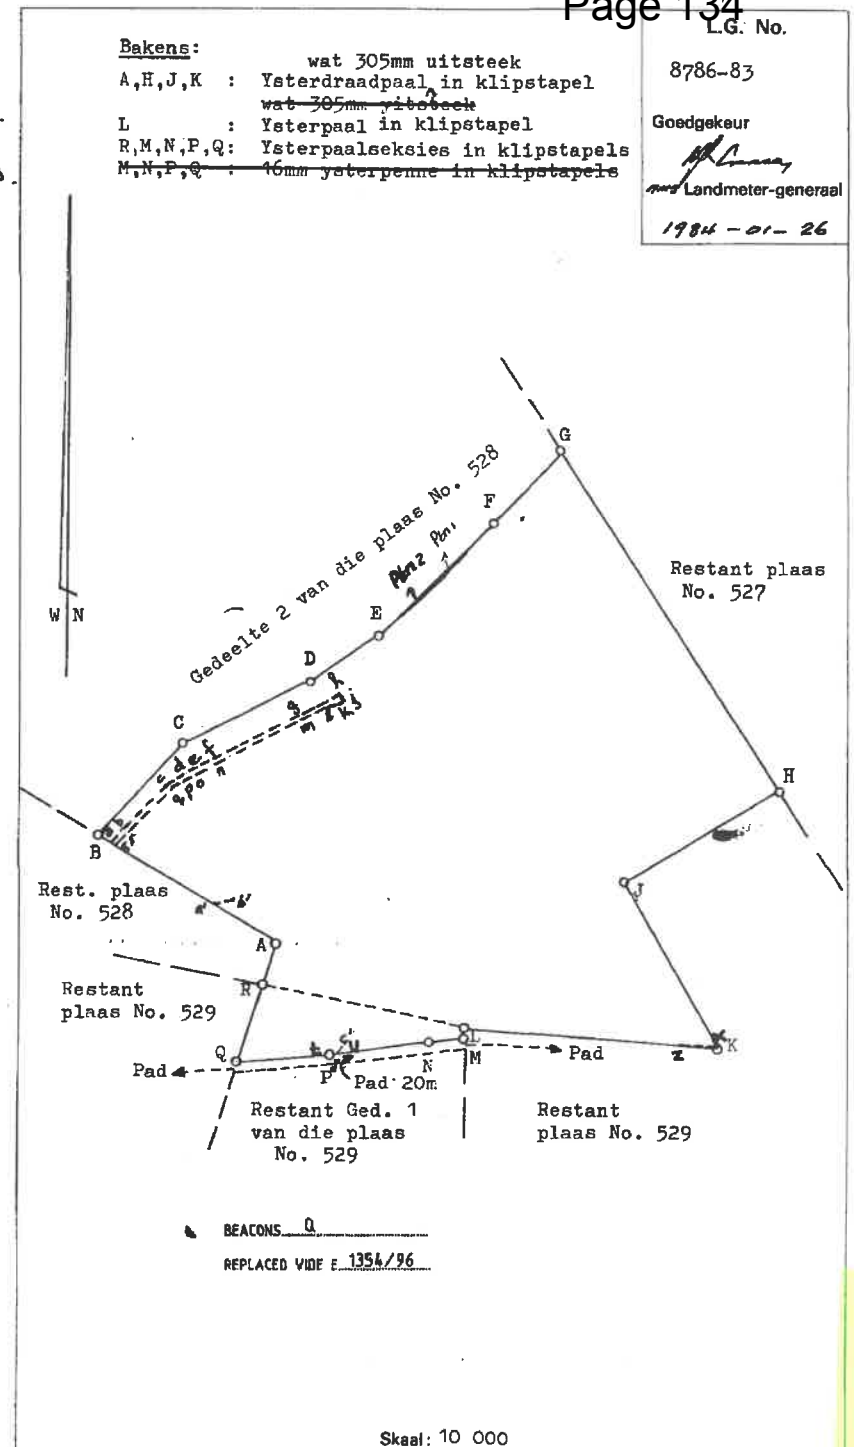 Page 134
L.G. No.
8786-83
Goedgekeur
Landmeter-generaal
1984-01-26
Bakens:
wat 305mm uitsteek
A,H,J,K : Ysterdraadpaal in klipstapel
wat 305mm uitsteek
L : Ysterpaal in klipstapel
R,M,N,P,Q: Ysterpaalseksies in klipstapels
M,N,P,Q : 16mm ysterpenne in klipstapels
W N
G
F
Gedeelte 2 van die plaas No. 528
Pbn2 Pbn1
E
D
C
Restant plaas
No. 527
g h
m l k j
c d e f
q p o n
H
B
J
Rest. plaas
No. 528
a' b'
A
R
Restant
plaas No. 529
Q
L
K
z
P
N
M
Pad
Pad
Pad 20m
Restant Ged. 1
van die plaas
No. 529
Restant
plaas No. 529
BEACONS Q
REPLACED VIDE E 1354/96
Skaal: 10 000